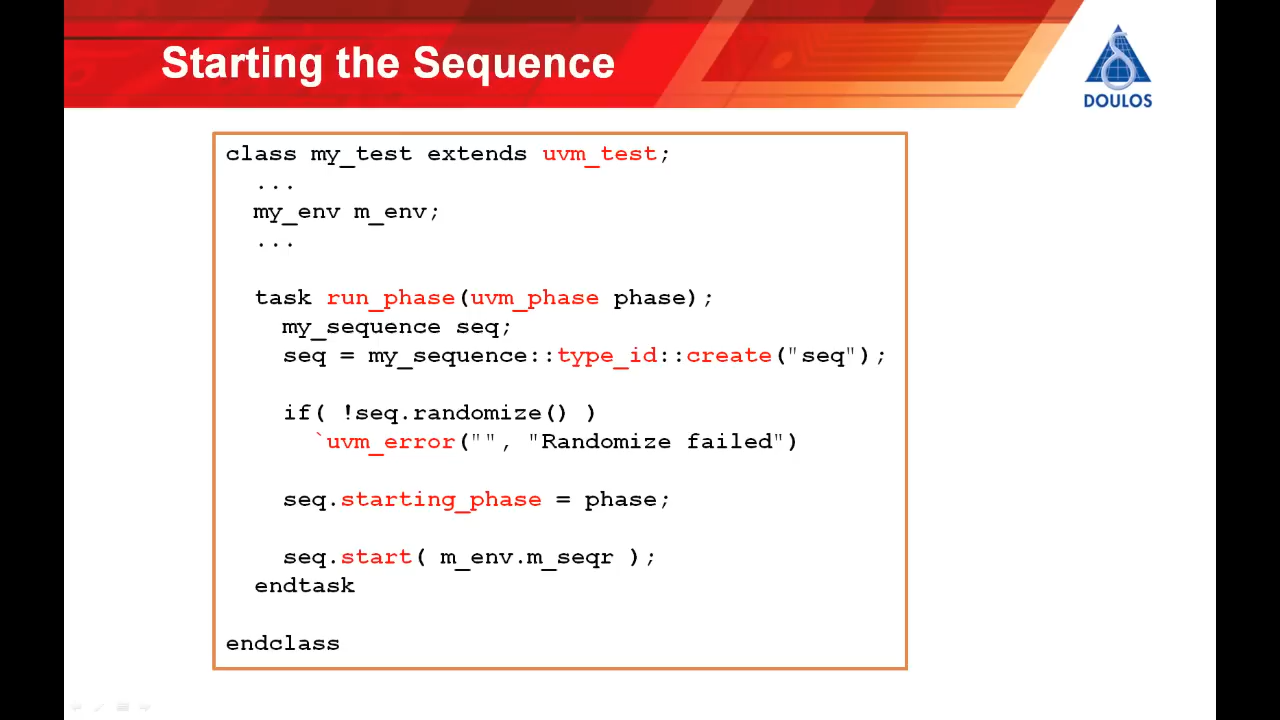 Starting the Sequence
DOULOS
class my_test extends uvm_test;
  ...
  my_env m_env;
  ...
  task run_phase(uvm_phase phase);
    my_sequence seq;
    seq = my_sequence::type_id::create("seq");
    if( !seq.randomize() )
      `uvm_error("", "Randomize failed")
    seq.starting_phase = phase;
    seq.start( m_env.m_seqr );
  endtask
endclass